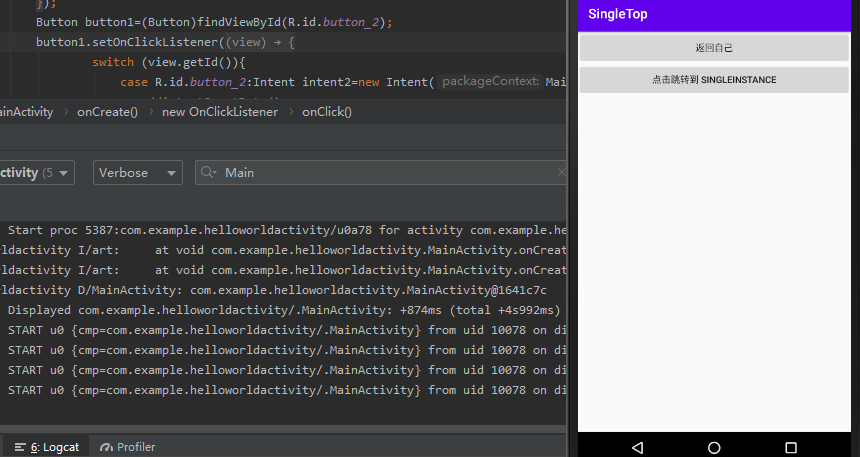 });
Button button1=(Button)findViewById(R.id.button_2);
button1.setOnClickListener((view) → {
switch (view.getId()){
case R.id.button_2:Intent intent2=new Intent( packageContext: Mai
ainActivity › onCreate() › new OnClickListener › onClick()
ctivity (5
Verbose
Main
Start proc 5387:com.example.helloworldactivity/u0a78 for activity com.example.he
ldactivity I/art:     at void com.example.helloworldactivity.MainActivity.onCreat
ldactivity I/art:     at void com.example.helloworldactivity.MainActivity.onCreat
ldactivity D/MainActivity: com.example.helloworldactivity.MainActivity@1641c7c
Displayed com.example.helloworldactivity/.MainActivity: +874ms (total +4s992ms)
START u0 {cmp=com.example.helloworldactivity/.MainActivity} from uid 10078 on di
START u0 {cmp=com.example.helloworldactivity/.MainActivity} from uid 10078 on di
START u0 {cmp=com.example.helloworldactivity/.MainActivity} from uid 10078 on di
START u0 {cmp=com.example.helloworldactivity/.MainActivity} from uid 10078 on di
6: Logcat
Profiler
SingleTop
返回自己
点击跳转到 SINGLEINSTANCE